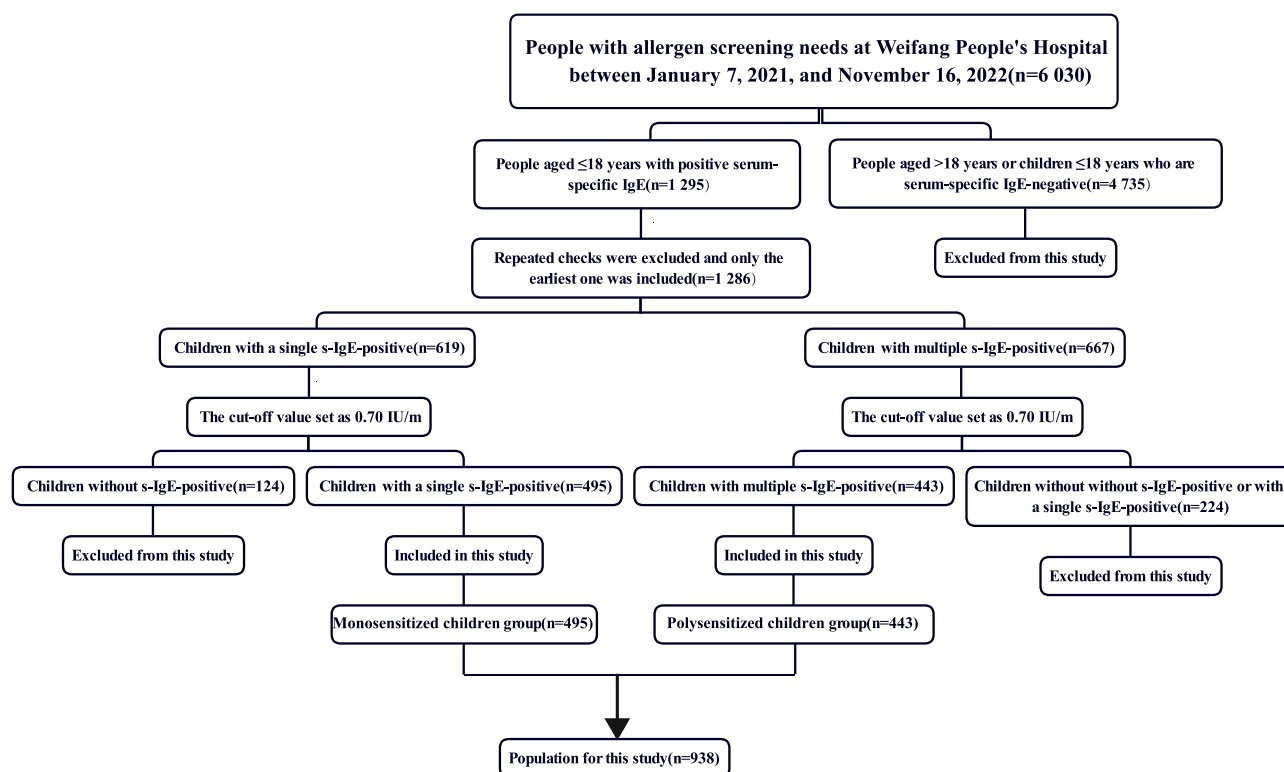 People with allergen screening needs at Weifang People's Hospital
between January 7, 2021, and November 16, 2022(n=6 030)
People aged ≤18 years with positive serum-
specific IgE(n=1 295)
People aged >18 years or children ≤18 years who are
serum-specific IgE-negative(n=4 735)
Repeated checks were excluded and only the
earliest one was included(n=1 286)
Excluded from this study
Children with a single s-IgE-positive(n=619)
Children with multiple s-IgE-positive(n=667)
The cut-off value set as 0.70 IU/m
The cut-off value set as 0.70 IU/m
Children without s-IgE-positive(n=124)
Children with a single s-IgE-positive(n=495)
Children with multiple s-IgE-positive(n=443)
Children without without s-IgE-positive or with
a single s-IgE-positive(n=224)
Excluded from this study
Included in this study
Included in this study
Excluded from this study
Monosensitized children group(n=495)
Polysensitized children group(n=443)
Population for this study(n=938)